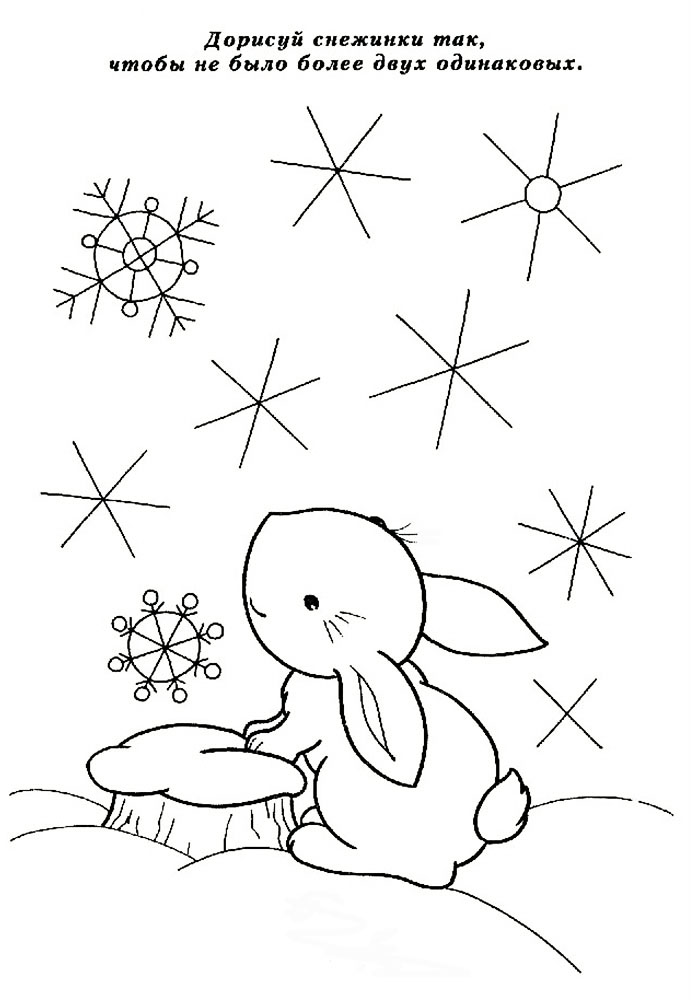 Дорисуй снежинки так,
чтобы не было более двух одинаковых.